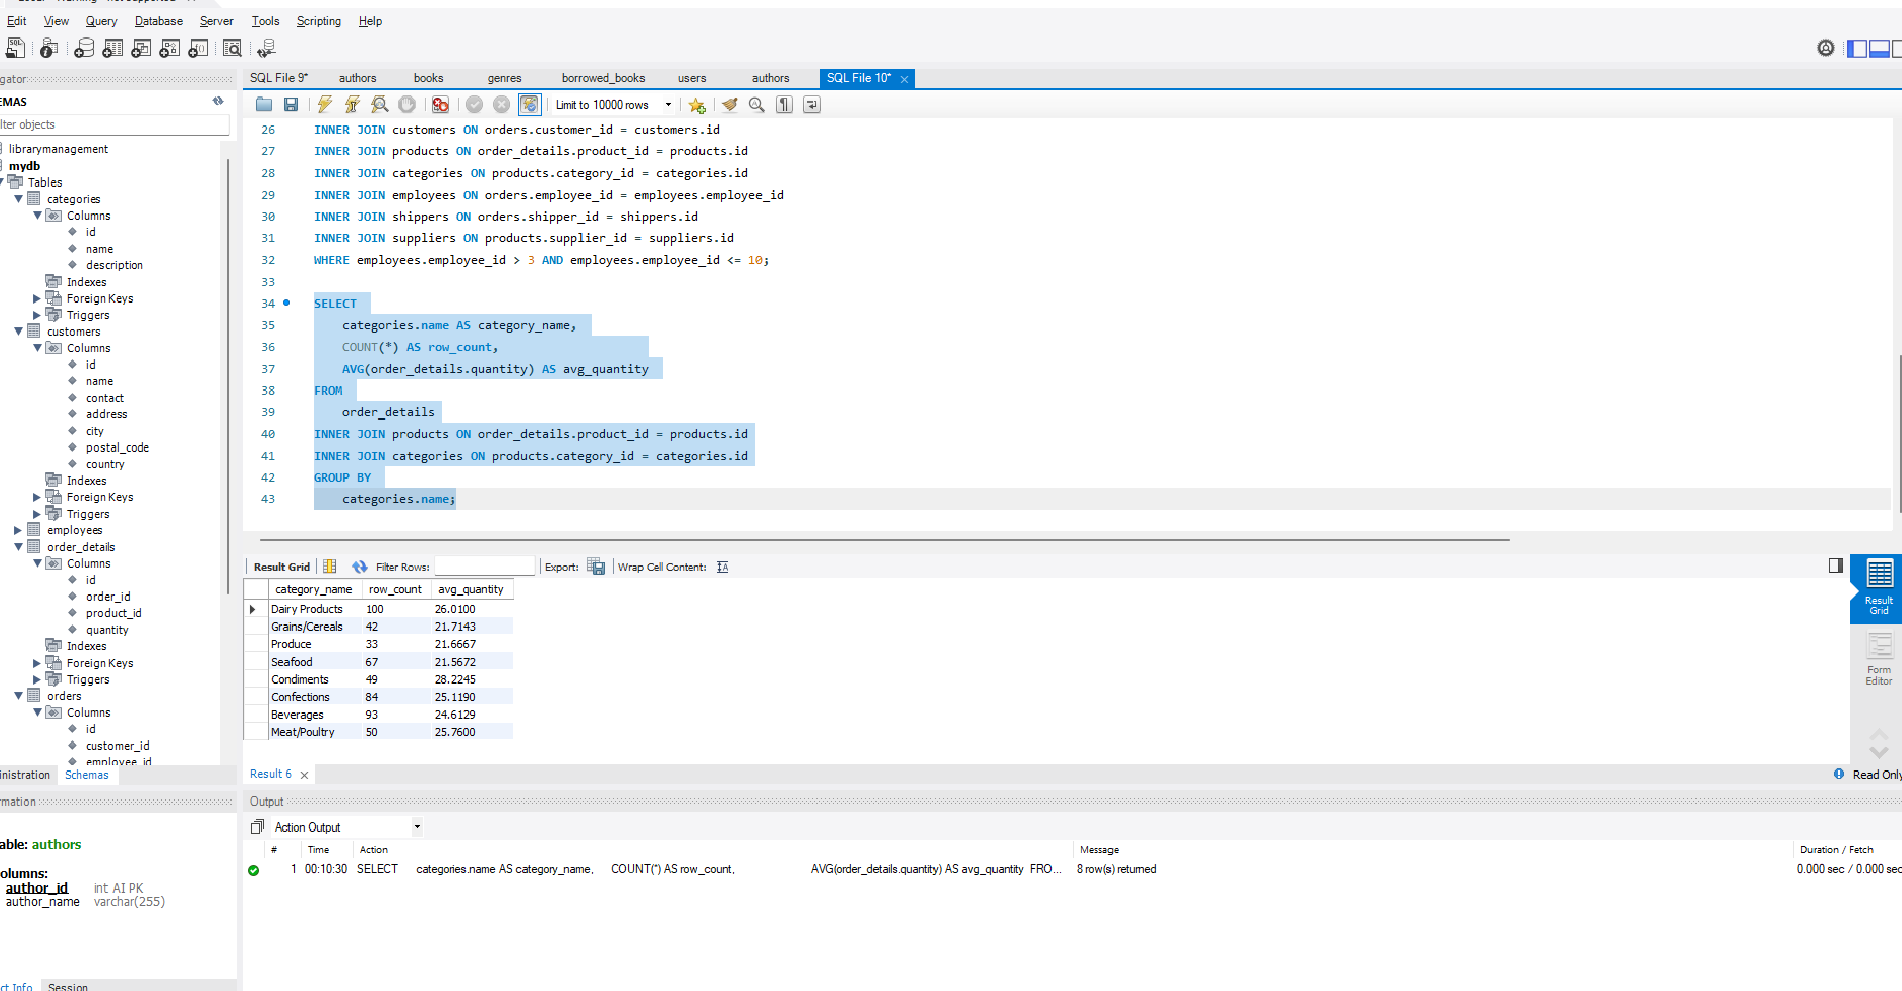 Edit View Query Database Server Tools Scripting Help
SQL File 9* authors books genres borrowed_books users authors SQL File 10*
Limit to 10000 rows
librarymanagement
mydb
Tables
categories
Columns
id
name
description
Indexes
Foreign Keys
Triggers
customers
Columns
id
name
contact
address
city
postal_code
country
Indexes
Foreign Keys
Triggers
employees
order_details
Columns
id
order_id
product_id
quantity
Indexes
Foreign Keys
Triggers
orders
Columns
id
customer_id
employee_id
Schemas
authors
author_id int AI PK
author_name varchar(255)
Session
26 INNER JOIN customers ON orders.customer_id = customers.id
27 INNER JOIN products ON order_details.product_id = products.id
28 INNER JOIN categories ON products.category_id = categories.id
29 INNER JOIN employees ON orders.employee_id = employees.employee_id
30 INNER JOIN shippers ON orders.shipper_id = shippers.id
31 INNER JOIN suppliers ON products.supplier_id = suppliers.id
32 WHERE employees.employee_id > 3 AND employees.employee_id <= 10;
33
34 SELECT
35 categories.name AS category_name,
36 COUNT(*) AS row_count,
37 AVG(order_details.quantity) AS avg_quantity
38 FROM
39 order_details
40 INNER JOIN products ON order_details.product_id = products.id
41 INNER JOIN categories ON products.category_id = categories.id
42 GROUP BY
43 categories.name;
Result Grid Filter Rows: Export: Wrap Cell Content:
category_name row_count avg_quantity
Dairy Products 100 26.0100
Grains/Cereals 42 21.7143
Produce 33 21.6667
Seafood 67 21.5672
Condiments 49 28.2245
Confections 84 25.1190
Beverages 93 24.6129
Meat/Poultry 50 25.7600
Result
Grid
Form
Editor
Result 6
Read Only
Output
Action Output
# Time Action Message Duration / Fetch
1 00:10:30 SELECT categories.name AS category_name, COUNT(*) AS row_count, AVG(order_details.quantity) AS avg_quantity FRO... 8 row(s) returned 0.000 sec / 0.000 sec